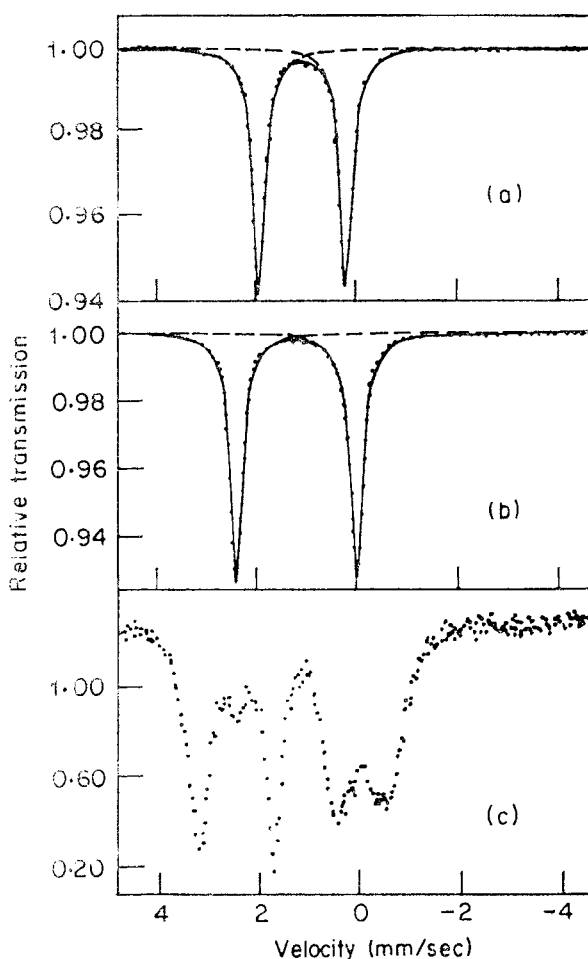 1.00
0.98
(a)
0.96
0.94
1.00
0.98
0.96
(b)
0.94
Relative transmission
1.00
0.60
(c)
0.20
4 2 0 -2 -4
Velocity (mm/sec)